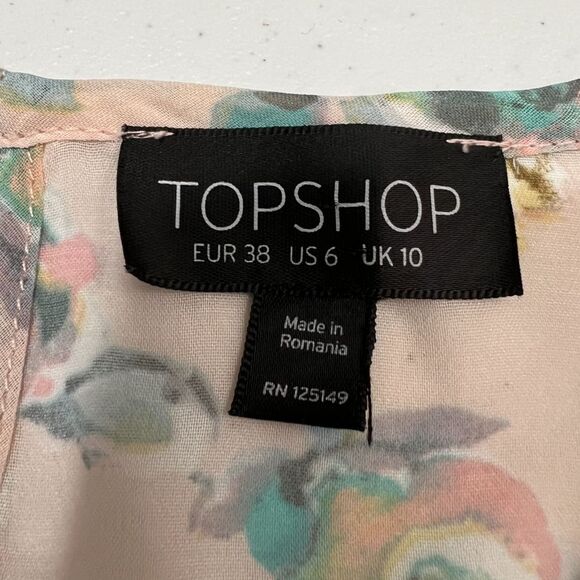 TOPSHOP
EUR 38 US 6 UK 10
Made in
Romania
RN 125149